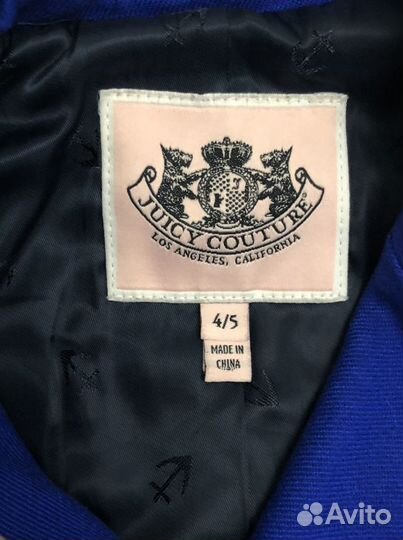 JUICY COUTURE
LOS ANGELES, CALIFORNIA
4/5
MADE IN
CHINA
Avito